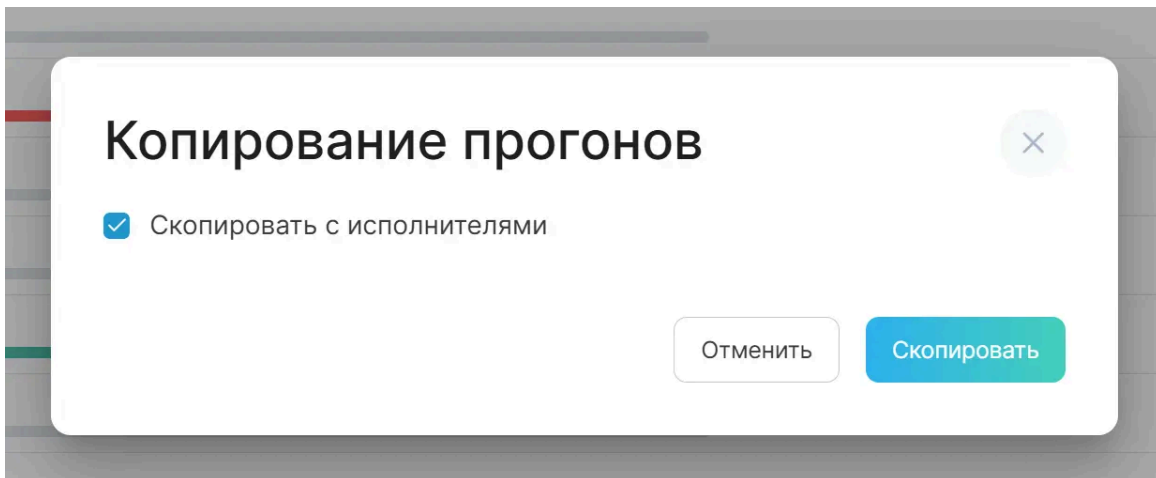 Копирование прогонов
Скопировать с исполнителями
Отменить
Скопировать